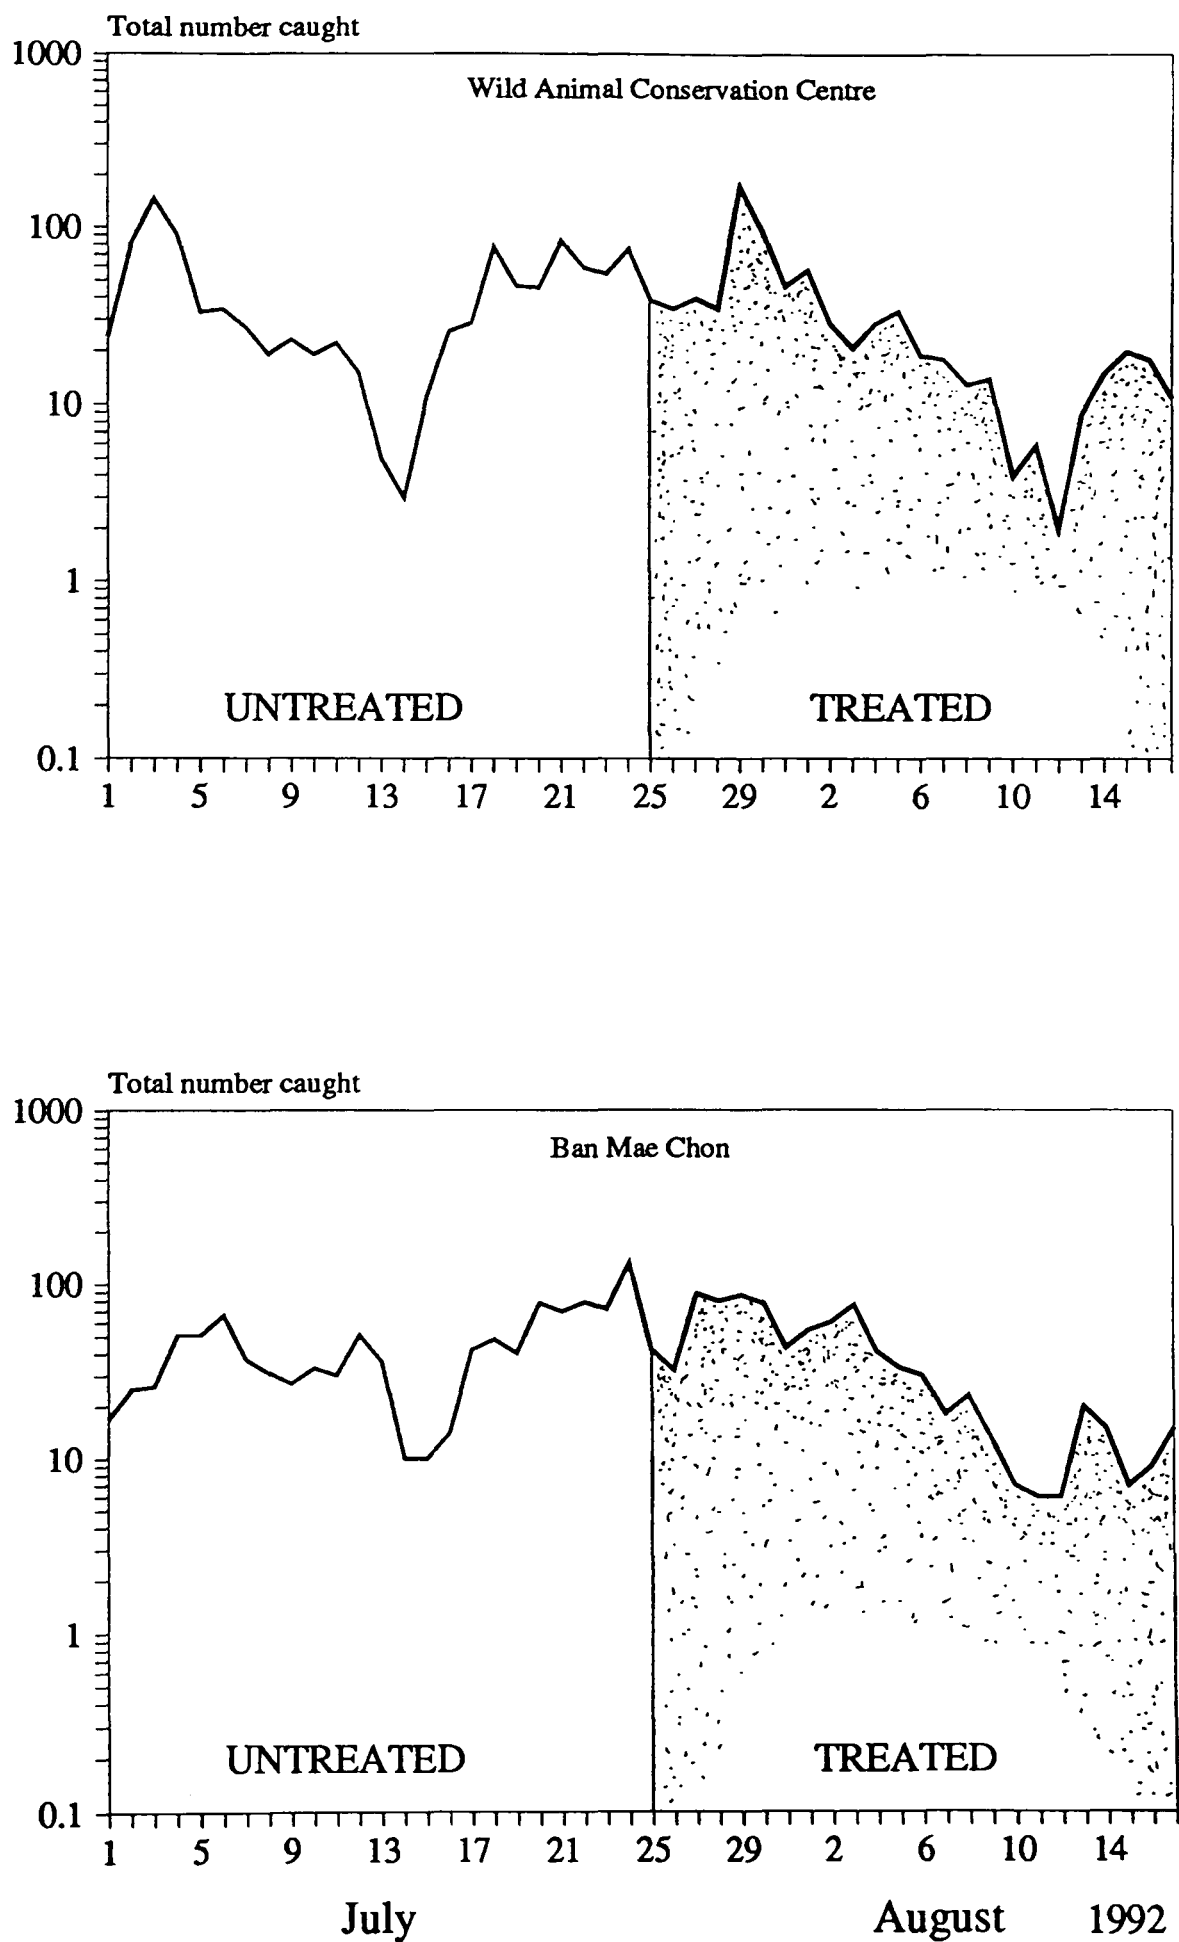 Total number caught
1000
Wild Animal Conservation Centre
100
10
1
UNTREATED TREATED
0.1
1 5 9 13 17 21 25 29 2 6 10 14
Total number caught
1000
Ban Mae Chon
100
10
1
UNTREATED TREATED
0.1
1 5 9 13 17 21 25 29 2 6 10 14
July August 1992